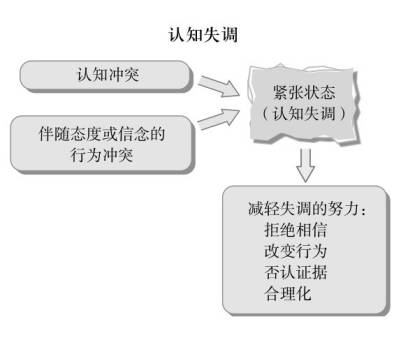 认知失调
认知冲突
伴随态度或信念的
行为冲突
紧张状态
（认知失调）
减轻失调的努力：
拒绝相信
改变行为
否认证据
合理化